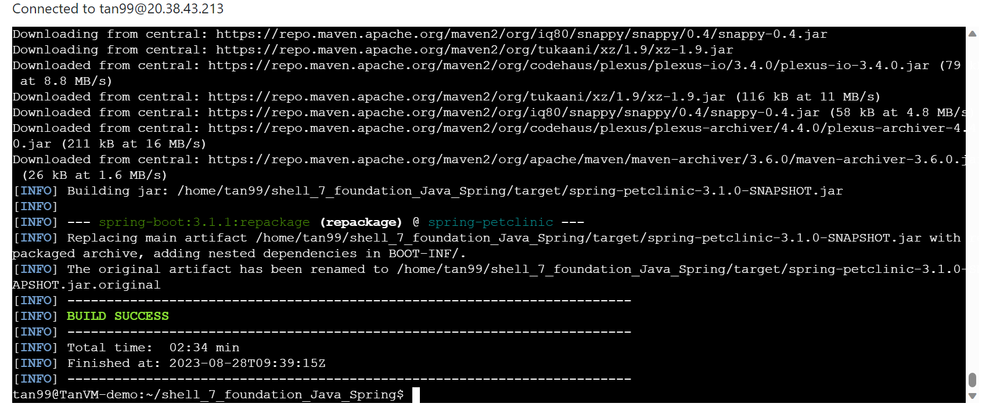 Connected to tan99@20.38.43.213
Downloading from central: https://repo.maven.apache.org/maven2/org/iq80/snappy/snappy/0.4/snappy-0.4.jar
Downloading from central: https://repo.maven.apache.org/maven2/org/tukaani/xz/1.9/xz-1.9.jar
Downloaded from central: https://repo.maven.apache.org/maven2/org/codehaus/plexus/plexus-io/3.4.0/plexus-io-3.4.0.jar (79
at 8.8 MB/s)
Downloaded from central: https://repo.maven.apache.org/maven2/org/tukaani/xz/1.9/xz-1.9.jar (116 kB at 11 MB/s)
Downloaded from central: https://repo.maven.apache.org/maven2/org/iq80/snappy/snappy/0.4/snappy-0.4.jar (58 kB at 4.8 MB/s
Downloaded from central: https://repo.maven.apache.org/maven2/org/codehaus/plexus/plexus-archiver/4.4.0/plexus-archiver-4.
0.jar (211 kB at 16 MB/s)
Downloaded from central: https://repo.maven.apache.org/maven2/org/apache/maven/maven-archiver/3.6.0/maven-archiver-3.6.0.j
(26 kB at 1.6 MB/s)
[INFO] Building jar: /home/tan99/shell_7_foundation_Java_Spring/target/spring-petclinic-3.1.0-SNAPSHOT.jar
[INFO]
[INFO] --- spring-boot:3.1.1:repackage (repackage) @ spring-petclinic ---
[INFO] Replacing main artifact /home/tan99/shell_7_foundation_Java_Spring/target/spring-petclinic-3.1.0-SNAPSHOT.jar with
packaged archive, adding nested dependencies in BOOT-INF/.
[INFO] The original artifact has been renamed to /home/tan99/shell_7_foundation_Java_Spring/target/spring-petclinic-3.1.0-
APSHOT.jar.original
[INFO] ------------------------------------------------------------------------
[INFO] BUILD SUCCESS
[INFO] ------------------------------------------------------------------------
[INFO] Total time:  02:34 min
[INFO] Finished at: 2023-08-28T09:39:15Z
[INFO] ------------------------------------------------------------------------
tan99@TanVM-demo:~/shell_7_foundation_Java_Spring$